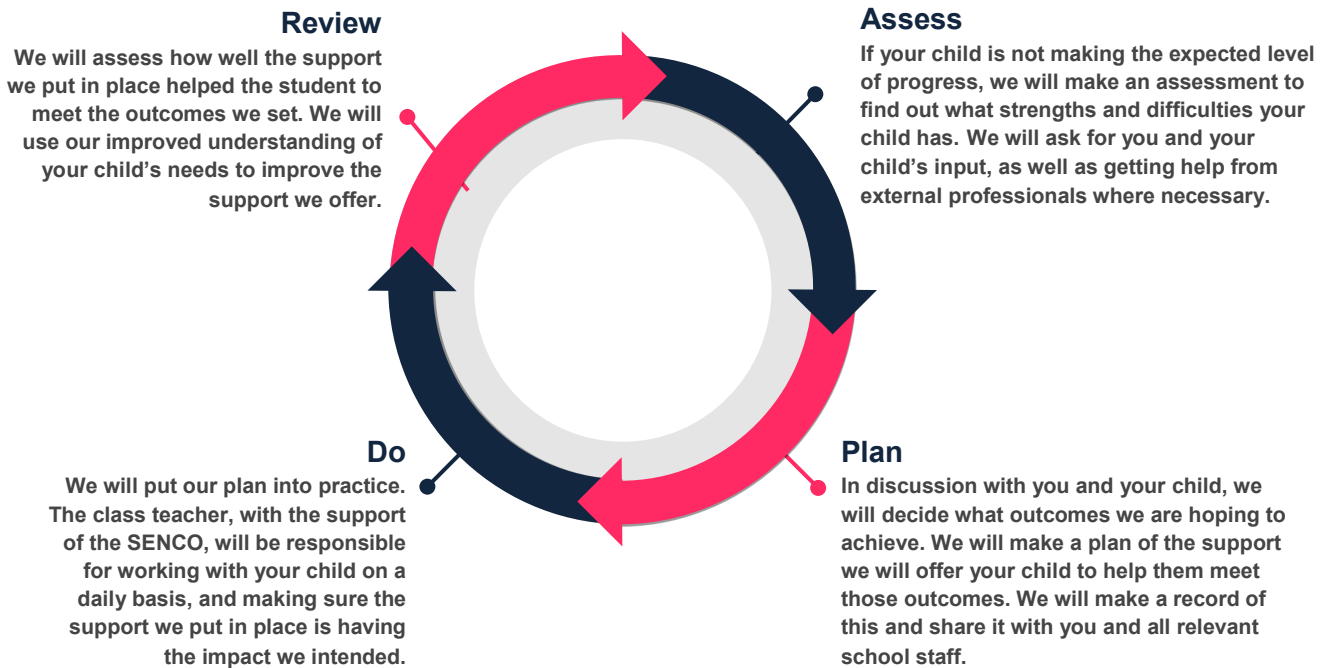 Review
We will assess how well the support
we put in place helped the student to
meet the outcomes we set. We will
use our improved understanding of
your child’s needs to improve the
support we offer.
Assess
If your child is not making the expected level
of progress, we will make an assessment to
find out what strengths and difficulties your
child has. We will ask for you and your
child’s input, as well as getting help from
external professionals where necessary.
Do
We will put our plan into practice.
The class teacher, with the support
of the SENCO, will be responsible
for working with your child on a
daily basis, and making sure the
support we put in place is having
the impact we intended.
Plan
In discussion with you and your child, we
will decide what outcomes we are hoping to
achieve. We will make a plan of the support
we will offer your child to help them meet
those outcomes. We will make a record of
this and share it with you and all relevant
school staff.